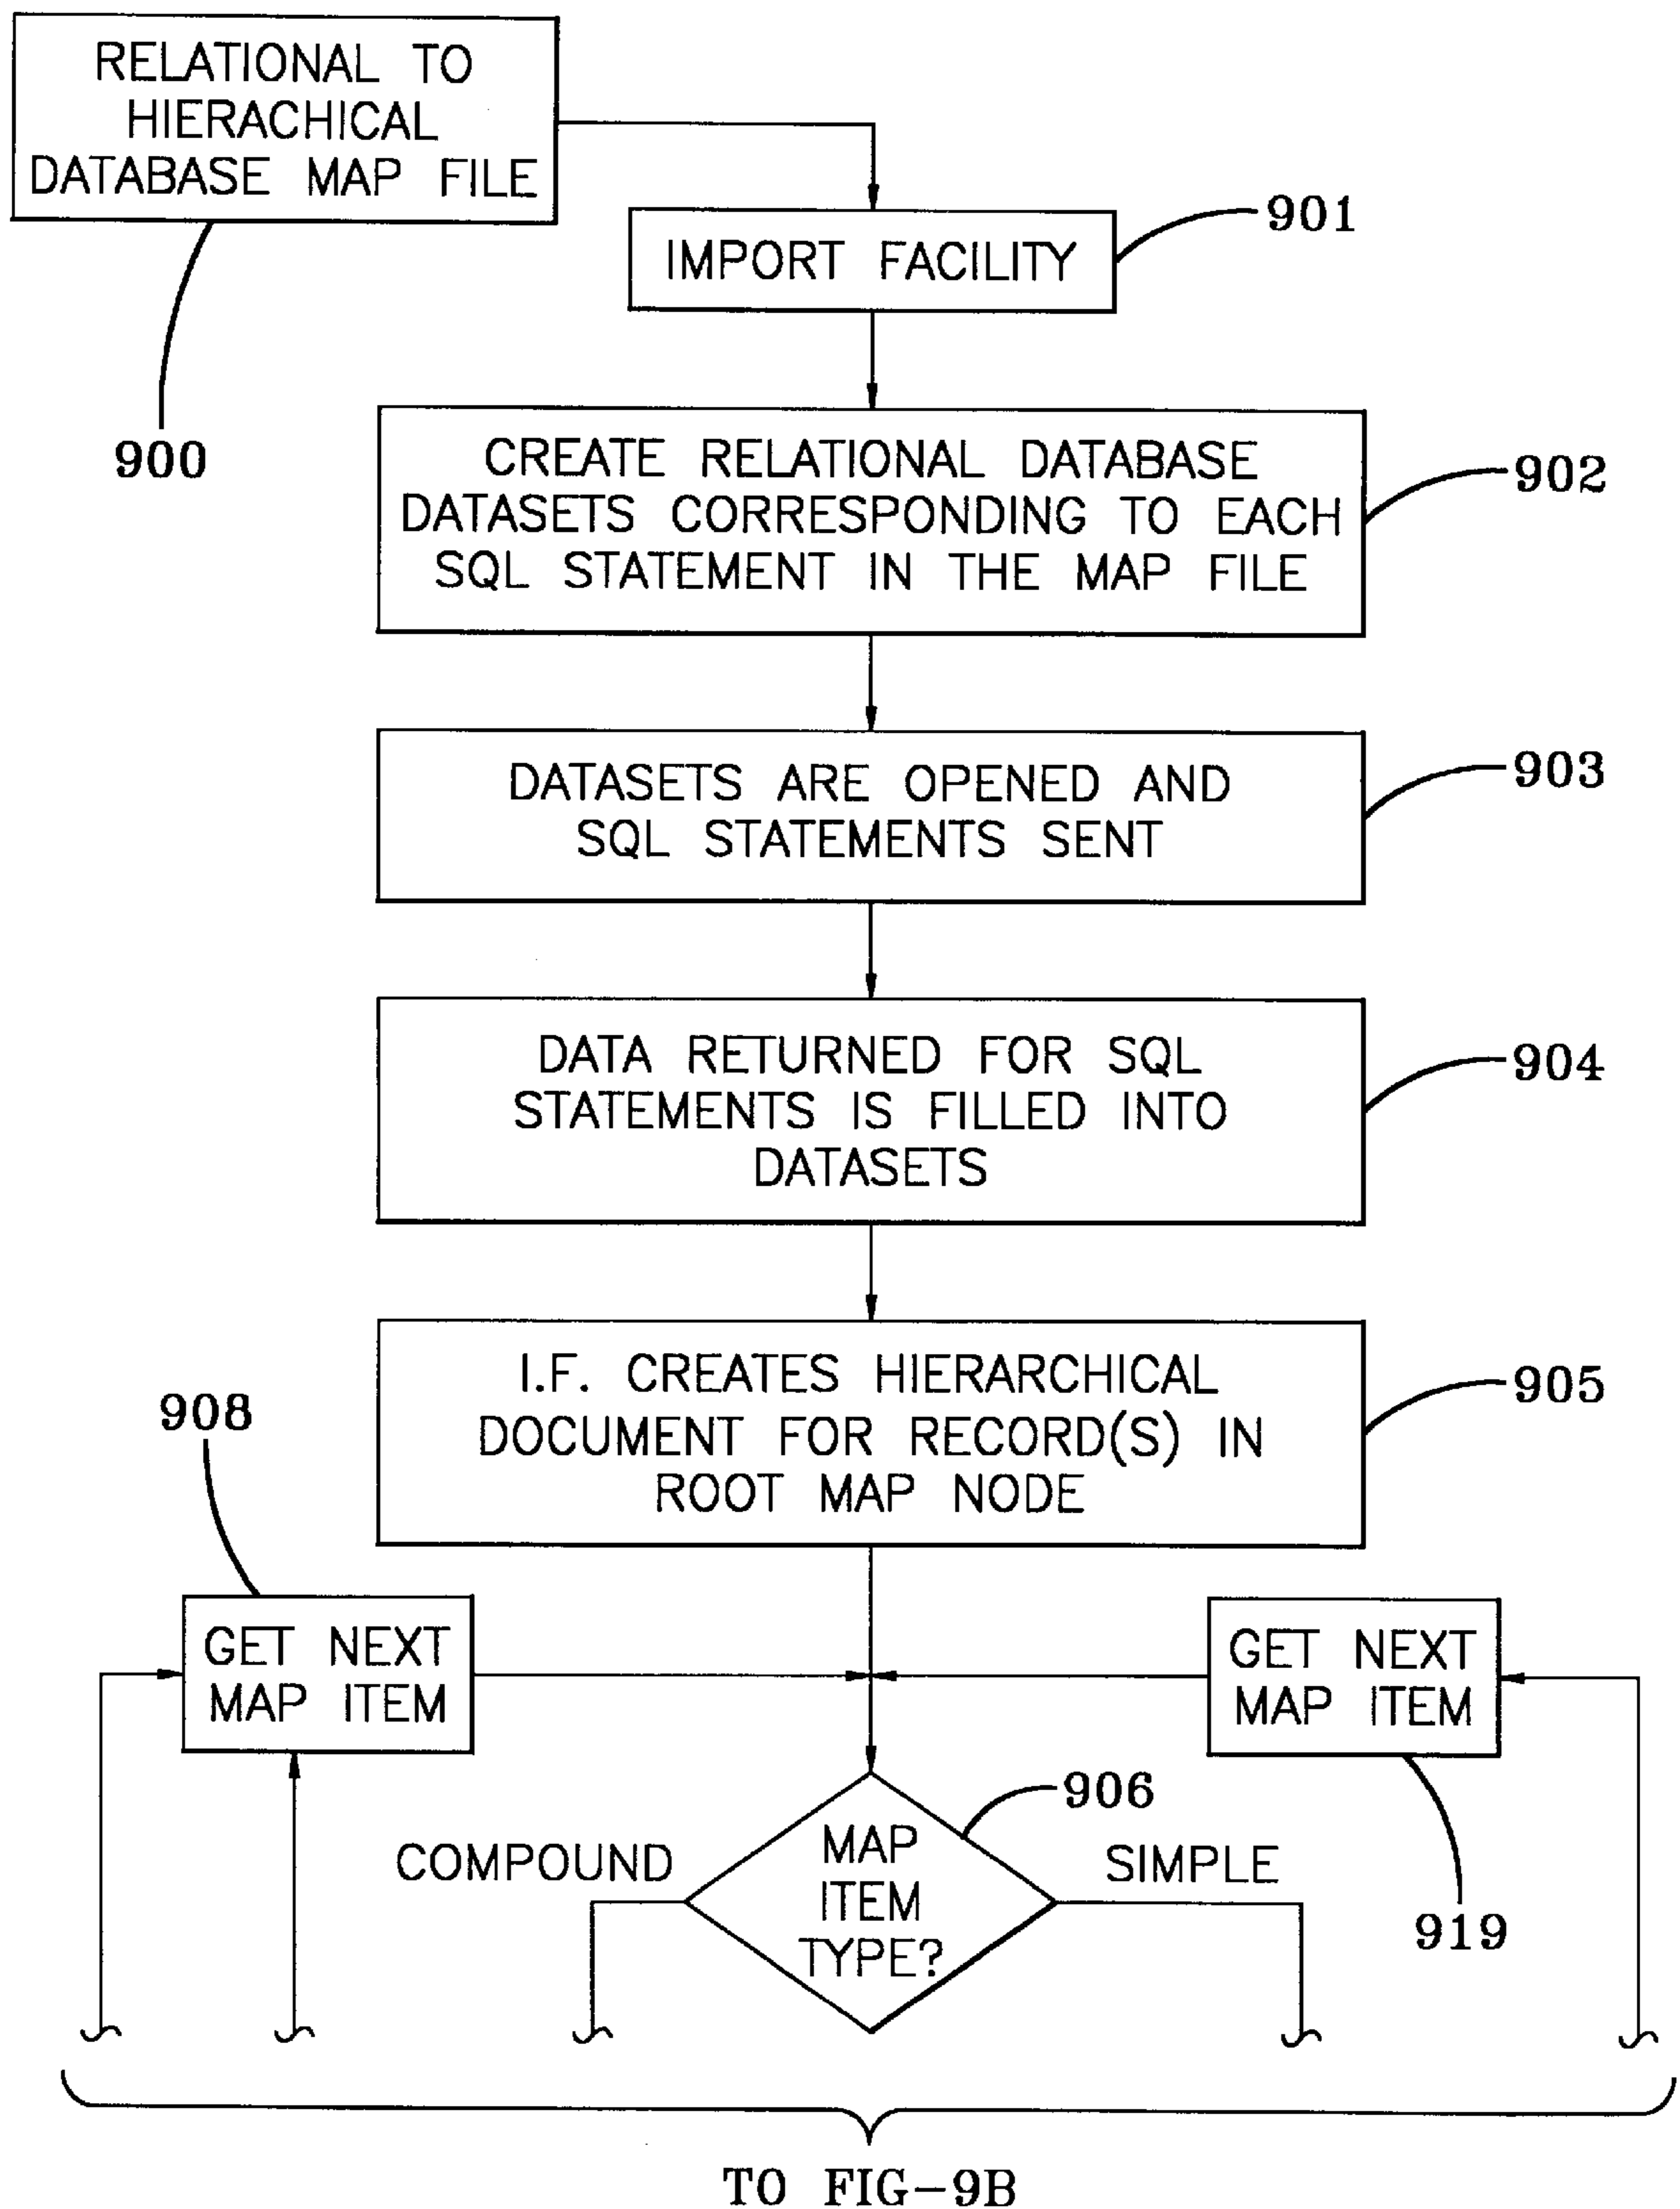 RELATIONAL TO
HIERACHICAL
DATABASE MAP FILE
900
IMPORT FACILITY
901
CREATE RELATIONAL DATABASE
DATASETS CORRESPONDING TO EACH
SQL STATEMENT IN THE MAP FILE
902
DATASETS ARE OPENED AND
SQL STATEMENTS SENT
903
DATA RETURNED FOR SQL
STATEMENTS IS FILLED INTO
DATASETS
904
I.F. CREATES HIERARCHICAL
DOCUMENT FOR RECORD(S) IN
ROOT MAP NODE
905
908
GET NEXT
MAP ITEM
GET NEXT
MAP ITEM
919
906
MAP
ITEM
TYPE?
COMPOUND
SIMPLE
TO FIG-9B